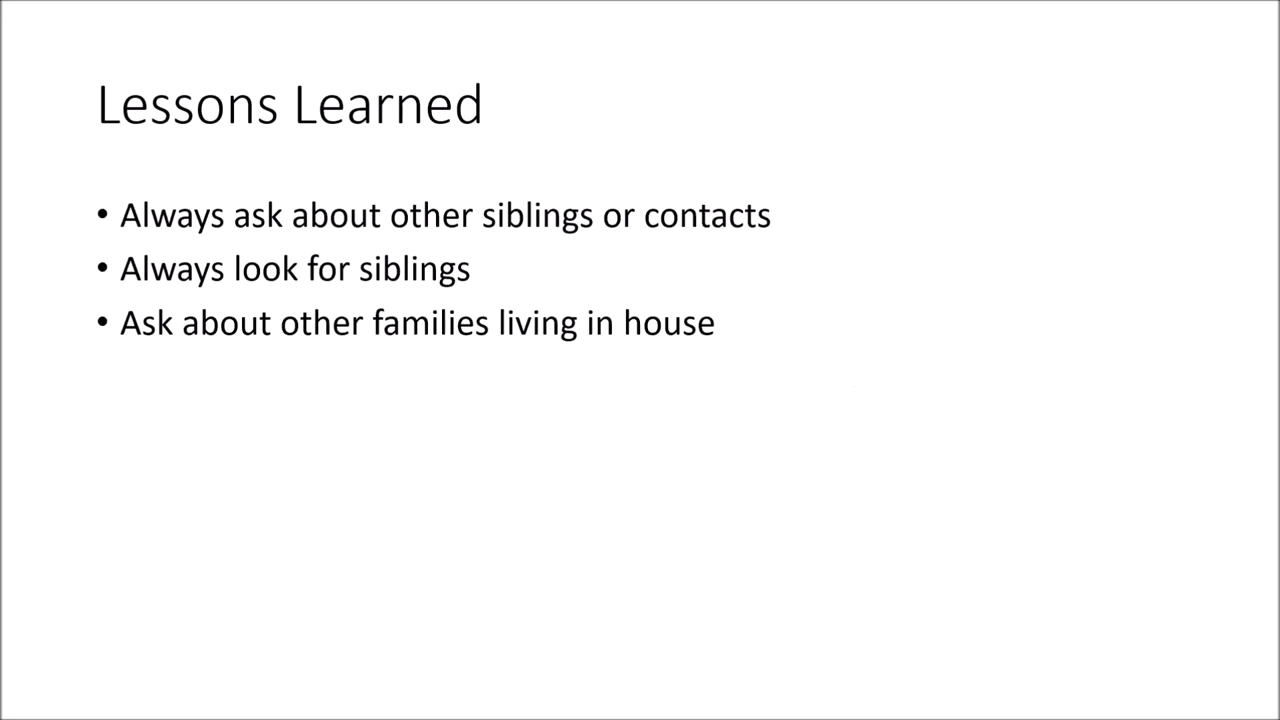 Lessons Learned
• Always ask about other siblings or contacts
• Always look for siblings
• Ask about other families living in house